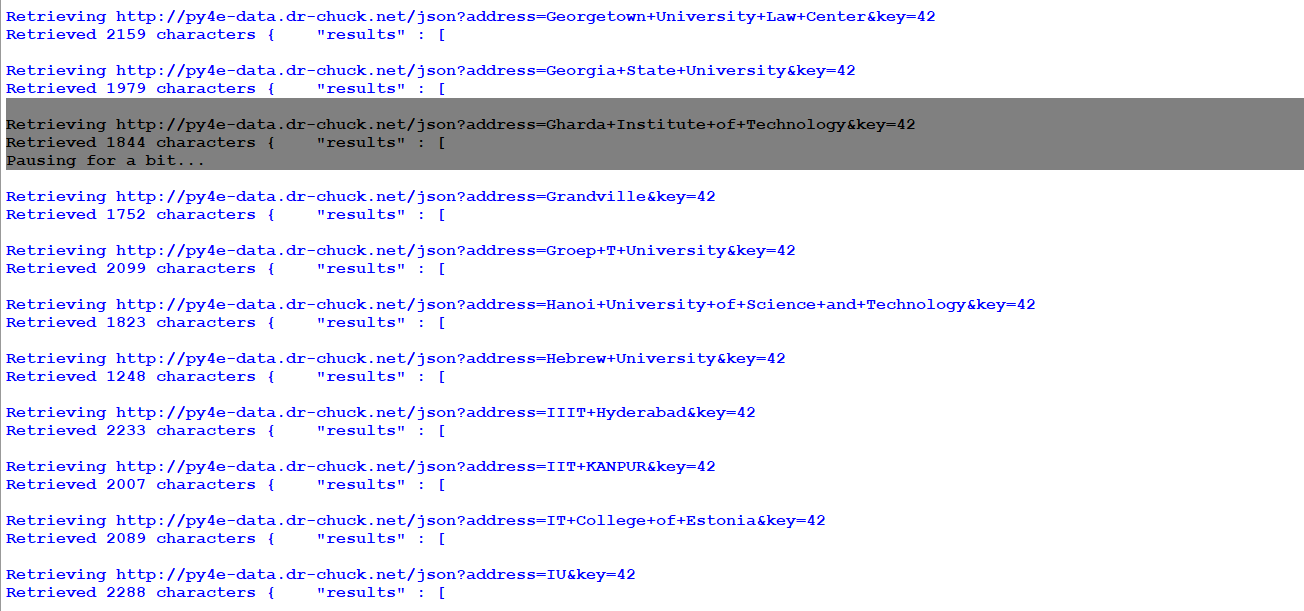 Retrieving http://py4e-data.dr-chuck.net/json?address=Georgetown+University+Law+Center&key=42
Retrieved 2159 characters {    "results" : [
Retrieving http://py4e-data.dr-chuck.net/json?address=Georgia+State+University&key=42
Retrieved 1979 characters {    "results" : [
Retrieving http://py4e-data.dr-chuck.net/json?address=Gharda+Institute+of+Technology&key=42
Retrieved 1844 characters {    "results" : [
Pausing for a bit...
Retrieving http://py4e-data.dr-chuck.net/json?address=Grandville&key=42
Retrieved 1752 characters {    "results" : [
Retrieving http://py4e-data.dr-chuck.net/json?address=Groep+T+University&key=42
Retrieved 2099 characters {    "results" : [
Retrieving http://py4e-data.dr-chuck.net/json?address=Hanoi+University+of+Science+and+Technology&key=42
Retrieved 1823 characters {    "results" : [
Retrieving http://py4e-data.dr-chuck.net/json?address=Hebrew+University&key=42
Retrieved 1248 characters {    "results" : [
Retrieving http://py4e-data.dr-chuck.net/json?address=IIIT+Hyderabad&key=42
Retrieved 2233 characters {    "results" : [
Retrieving http://py4e-data.dr-chuck.net/json?address=IIT+KANPUR&key=42
Retrieved 2007 characters {    "results" : [
Retrieving http://py4e-data.dr-chuck.net/json?address=IT+College+of+Estonia&key=42
Retrieved 2089 characters {    "results" : [
Retrieving http://py4e-data.dr-chuck.net/json?address=IU&key=42
Retrieved 2288 characters {    "results" : [